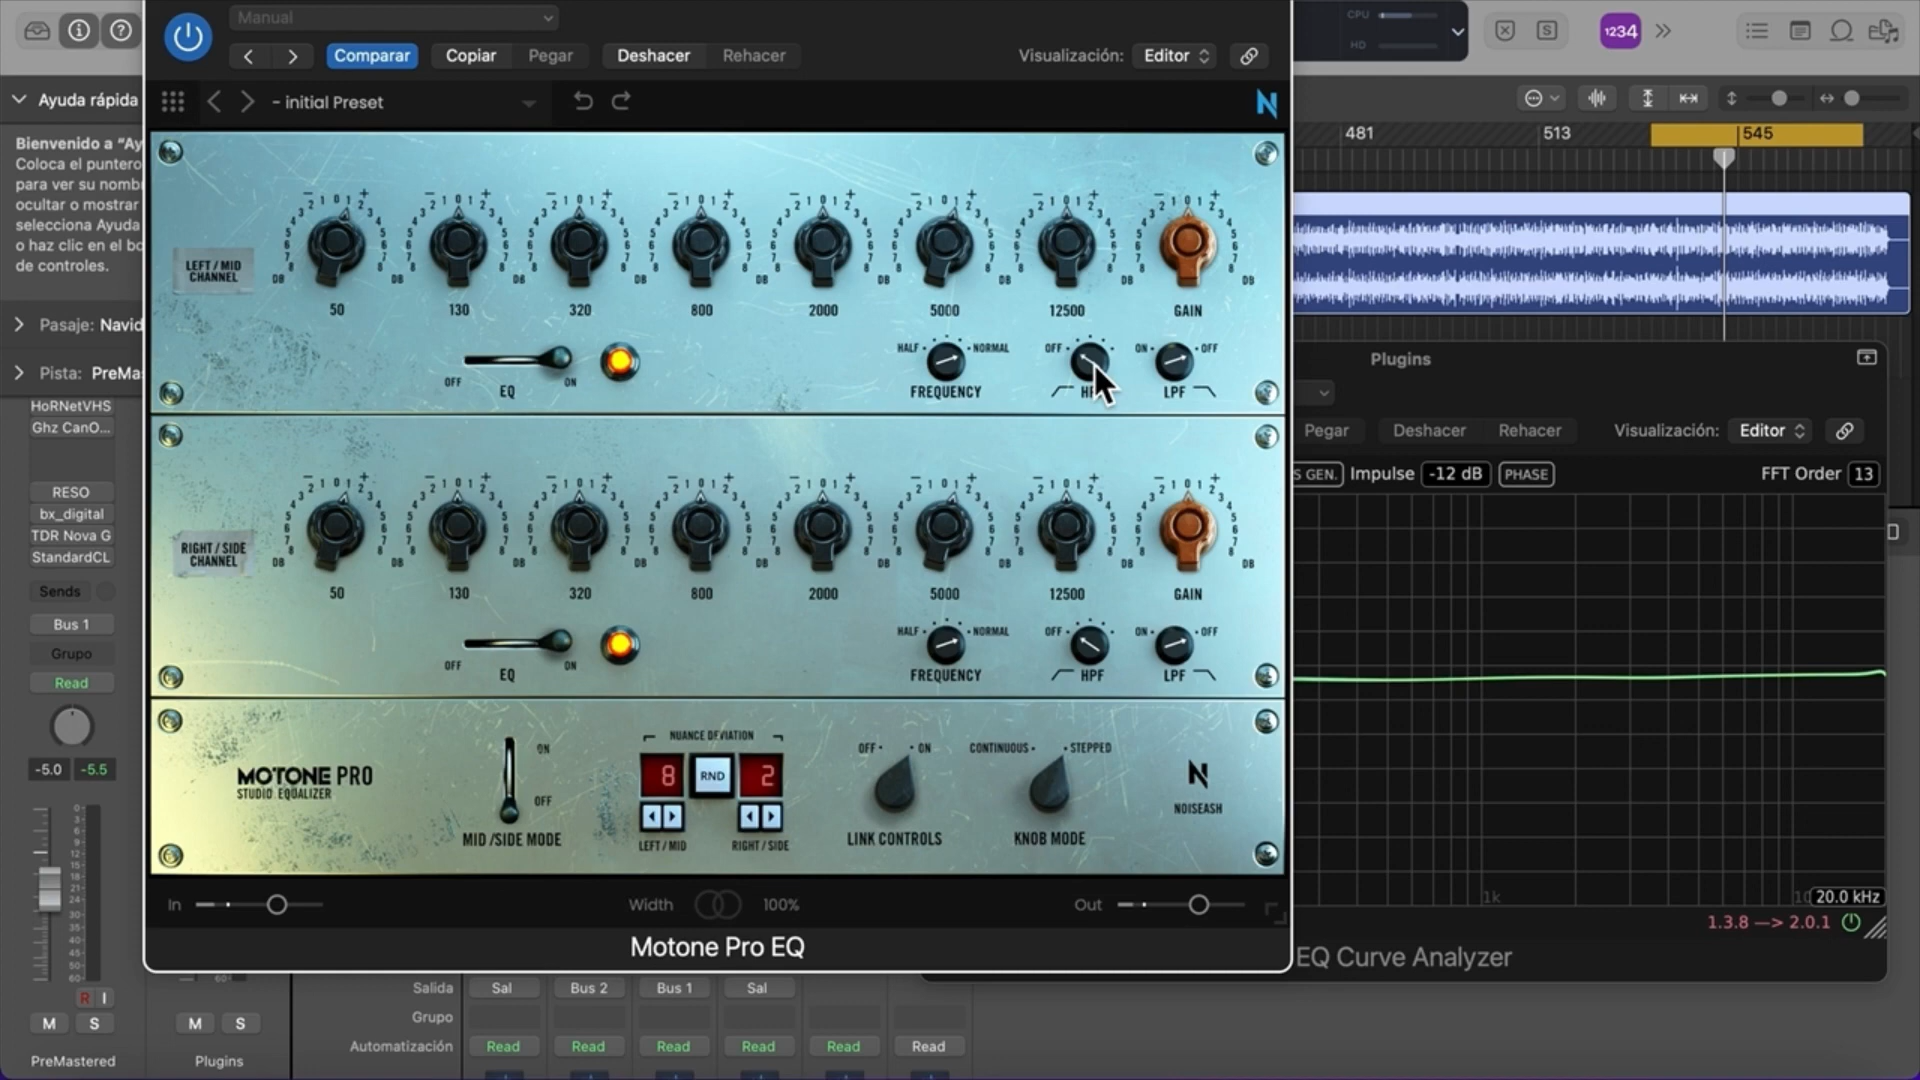 Manual
Comparar
Copiar
Pegar
Deshacer
Rehacer
Visualización:
Editor
CPU
HD
S
1234
- initial Preset
N
Ayuda rápida
Bienvenido a “Ay
Coloca el puntero
para ver su nomb
ocultar o mostrar
selecciona Ayuda
o haz clic en el bo
de controles.
Pasaje: Navid
Pista: PreMas
481
513
545
LEFT / MID
CHANNEL
50
130
320
800
2000
5000
12500
GAIN
OFF
EQ
ON
HALF
NORMAL
FREQUENCY
OFF
ON
OFF
LPF
RIGHT / SIDE
CHANNEL
50
130
320
800
2000
5000
12500
GAIN
OFF
EQ
ON
HALF
NORMAL
FREQUENCY
OFF
HPF
ON
OFF
LPF
MOTONE PRO
STUDIO EQUALIZER
ON
OFF
MID /SIDE MODE
NUANCE DEVIATION
8
RND
2
LEFT / MID
RIGHT / SIDE
OFF
ON
LINK CONTROLS
CONTINUOUS
STEPPED
KNOB MODE
NOISEASH
In
Width
100%
Out
Motone Pro EQ
HoRNetVHS
Ghz CanO...
RESO
bx_digital
TDR Nova G
StandardCL
Sends
Bus 1
Grupo
Read
-5.0
-5.5
R I
M
S
PreMastered
M
S
Plugins
Plugins
Pegar
Deshacer
Rehacer
Visualización:
Editor
S GEN.
Impulse
-12 dB
PHASE
FFT Order
13
1k
20.0 kHz
1.3.8 —> 2.0.1
EQ Curve Analyzer
Salida
Sal
Bus 2
Bus 1
Sal
Grupo
Automatización
Read
Read
Read
Read
Read
Read